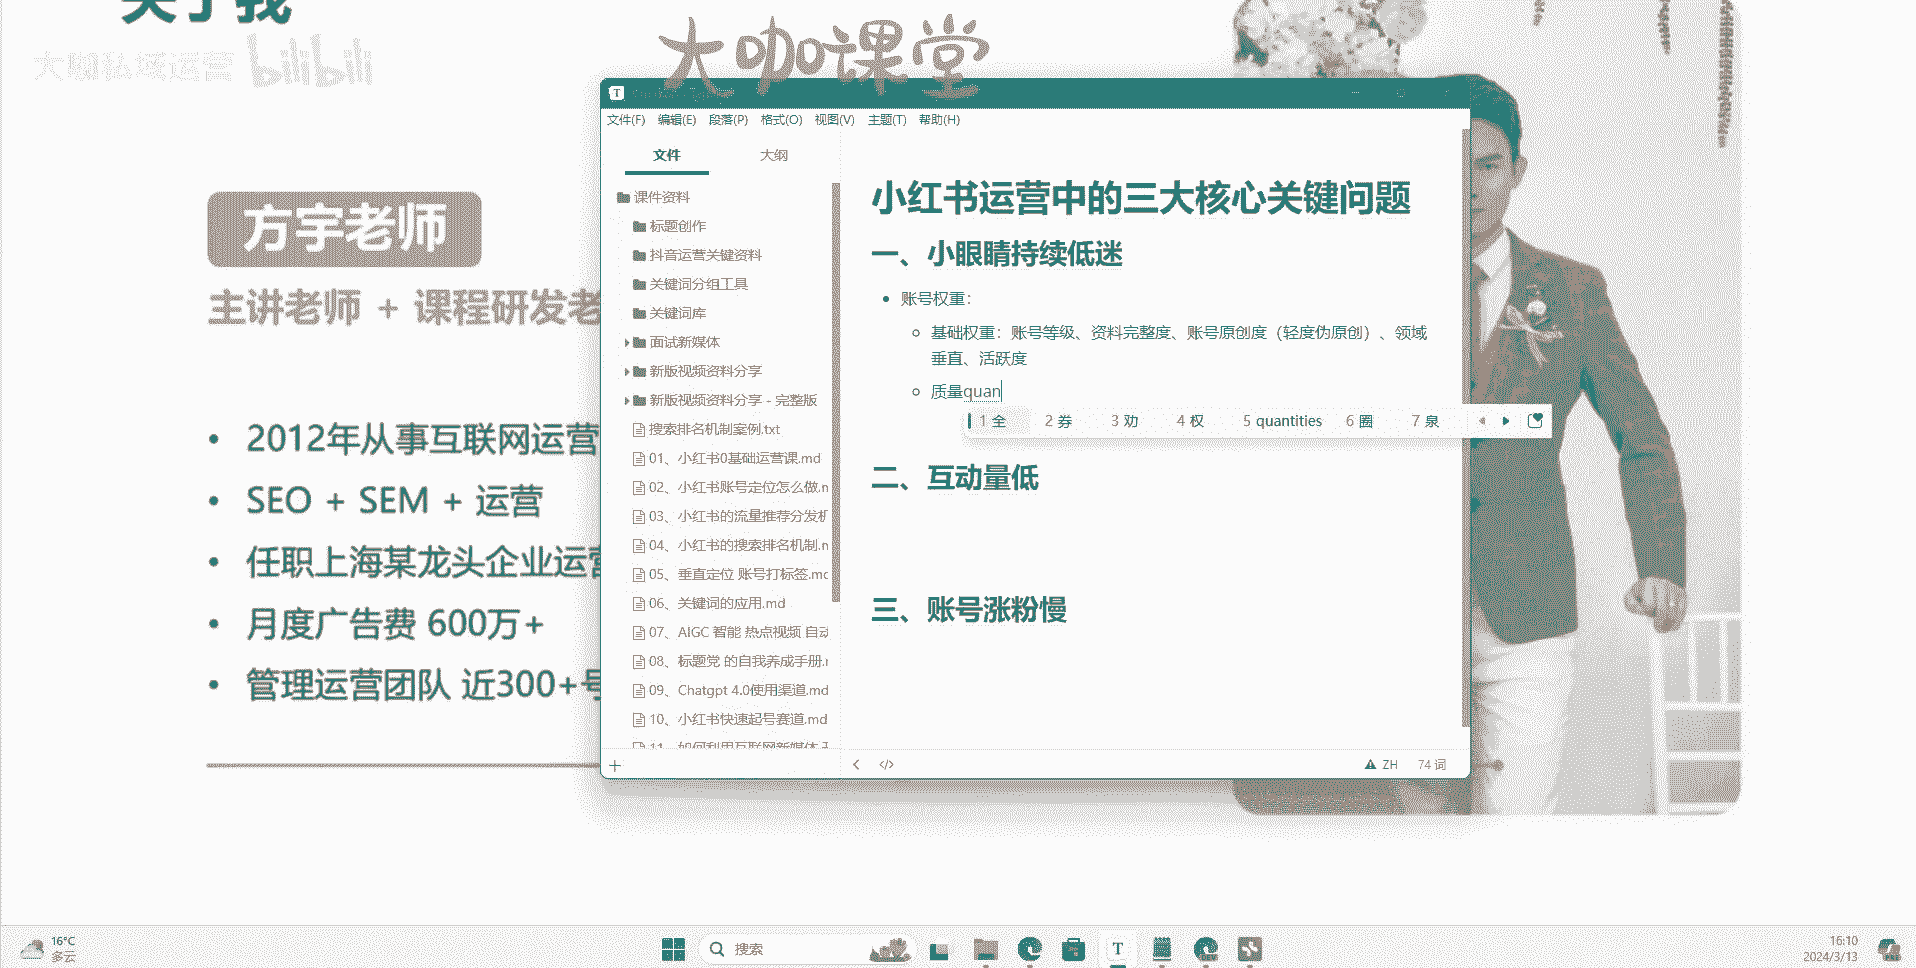 关于我
大咖私域运营 bilibili
大咖课堂
方宇老师
主讲老师 + 课程研发老
2012年从事互联网运营
SEO + SEM + 运营
任职上海某龙头企业运营
月度广告费 600万+
管理运营团队 近300+号
文件(F) 编辑(E) 段落(P) 格式(O) 视图(V) 主题(T) 帮助(H)
文件 大纲
课件资料
标题创作
抖音运营关键资料
关键词分组工具
关键词库
面试新媒体
新版视频资料分享
新版视频资料分享 - 完整版
搜索排名机制案例.txt
01、小红书0基础运营课.md
02、小红书账号定位怎么做.m
03、小红书的流量推荐分发机
04、小红书的搜索排名机制.m
05、垂直定位 账号打标签.md
06、关键词的应用.md
07、AIGC 智能 热点视频 自动
08、标题党 的自我养成手册.m
09、Chatgpt 4.0使用渠道.md
10、小红书快速起号赛道.md
11、如何利用互联网新媒体
小红书运营中的三大核心关键问题
一、小眼睛持续低迷
账号权重：
基础权重：账号等级、资料完整度、账号原创度（轻度伪原创）、领域
垂直、活跃度
质量quan
1 全 2 券 3 劝 4 权 5 quantities 6 圈 7 泉
二、互动量低
三、账号涨粉慢
ZH 74 词
16°C
多云
搜索
16:10
2024/3/13